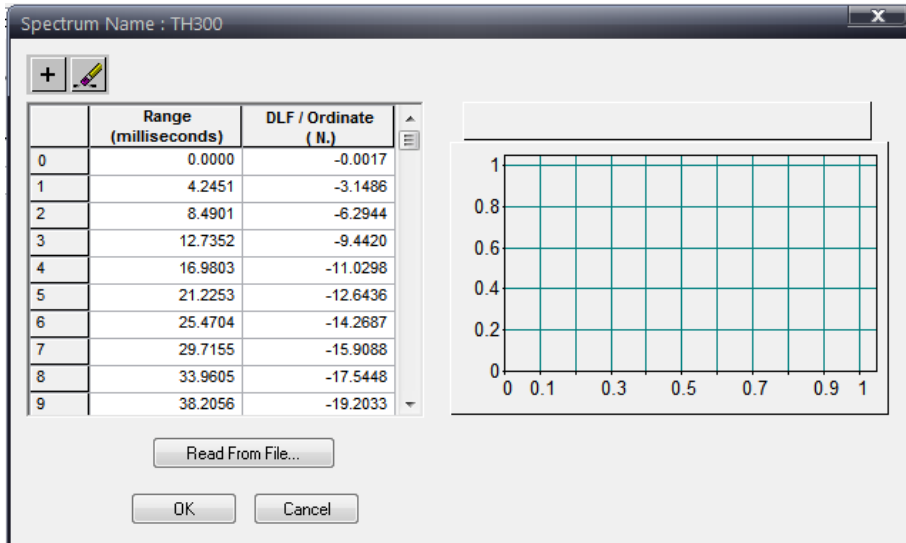 Spectrum Name : TH300
x
+
Range DLF / Ordinate
(milliseconds) ( N.)
0 0.0000 -0.0017
1 4.2451 -3.1486
2 8.4901 -6.2944
3 12.7352 -9.4420
4 16.9803 -11.0298
5 21.2253 -12.6436
6 25.4704 -14.2687
7 29.7155 -15.9088
8 33.9605 -17.5448
9 38.2056 -19.2033
1
0.8
0.6
0.4
0.2
0
0 0.1 0.3 0.5 0.7 0.9 1
Read From File...
OK Cancel